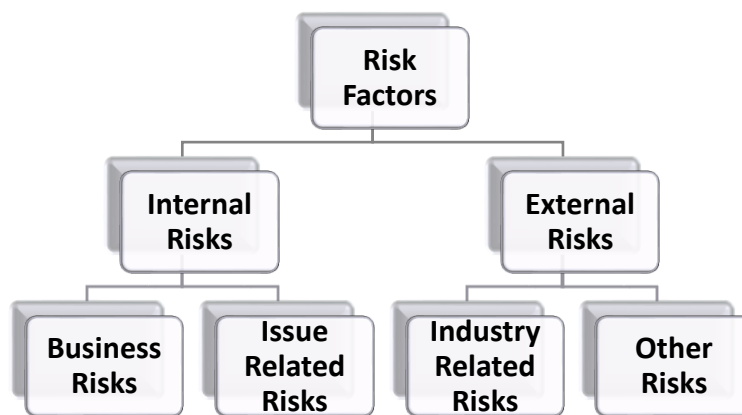 Risk
Factors
Internal
Risks
External
Risks
Business
Risks
Issue
Related
Risks
Industry
Related
Risks
Other
Risks